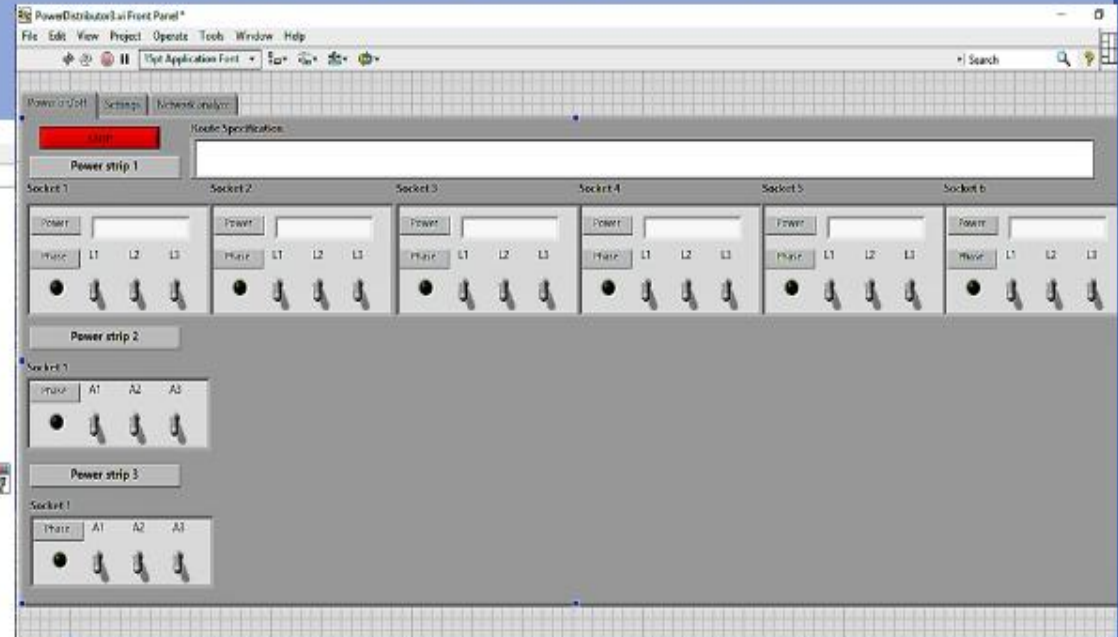 PowerDistributor3.vi Front Panel *
File Edit View Project Operate Tools Window Help
15pt Application Font Search
Power on/off Settings Network analyze
Route Specification
Power strip 1
Socket 1 Socket 2 Socket 3 Socket 4 Socket 5 Socket 6
Power Power Power Power Power Power
Phase L1 L2 L3 Phase L1 L2 L3 Phase L1 L2 L3 Phase L1 L2 L3 Phase L1 L2 L3 Phase L1 L2 L3
Power strip 2
Socket 1
Phase A1 A2 A3
Power strip 3
Socket 1
Phase A1 A2 A3